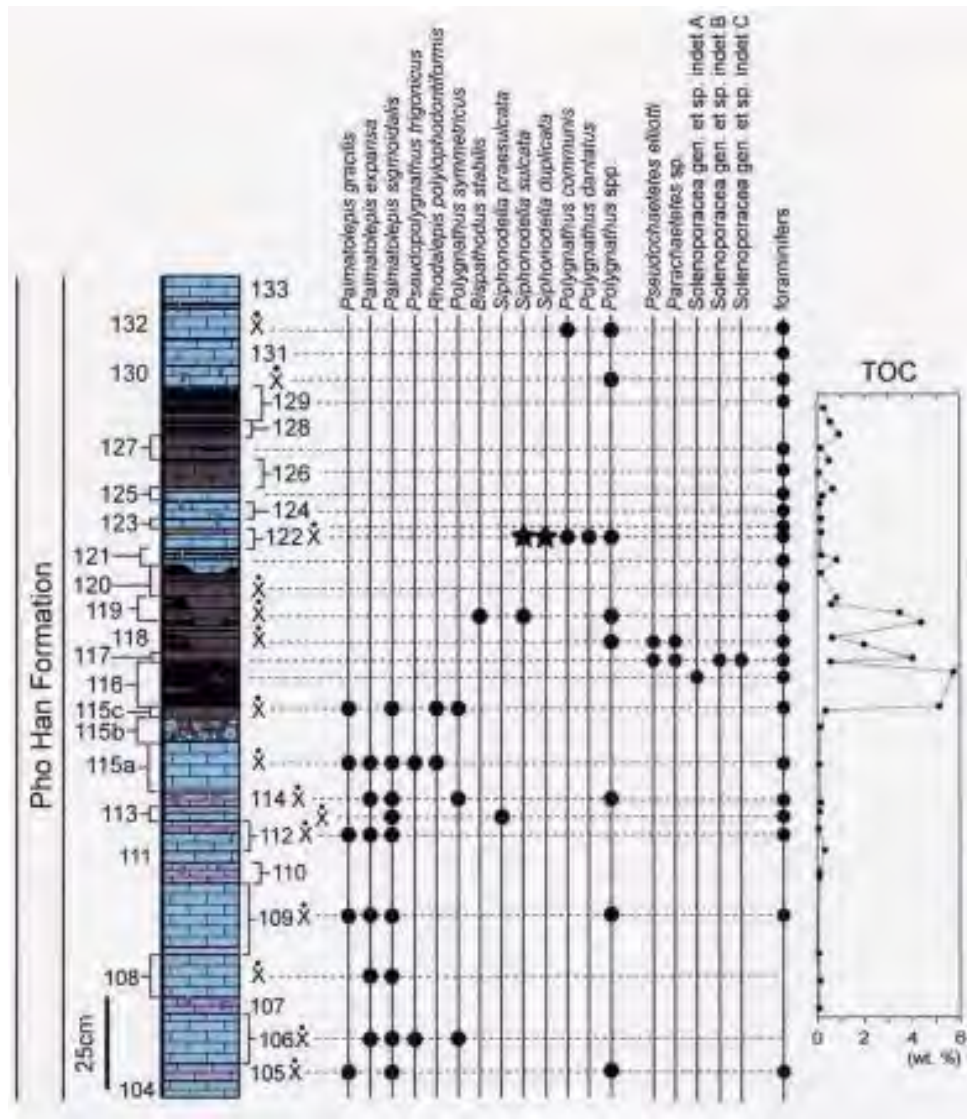 Palmatolepis gracilis
Palmatolepis expansa
Palmatolepis sigmoidalis
Pseudopolygnathus trigonicus
Rhodalepis polylophodontiformis
Polygnathus symmetricus
Bispathodus stabilis
Siphonodella praesulcata
Siphonodella sulcata
Siphonodella duplicata
Polygnathus communis
Polygnathus dentatus
Polygnathus spp.
Pseudochaetetes elliotti
Parachaetetes sp.
Solenoporacea gen. et sp. indet A
Solenoporacea gen. et sp. indet B
Solenoporacea gen. et sp. indet C
foraminifers
Pho Han Formation
133
132
131
130
129
128
127
126
125
124
123
122
121
120
119
118
117
116
115c
115b
115a
114
113
112
111
110
109
108
107
106
105
104
25cm
TOC
0 2 4 6
(wt. %)